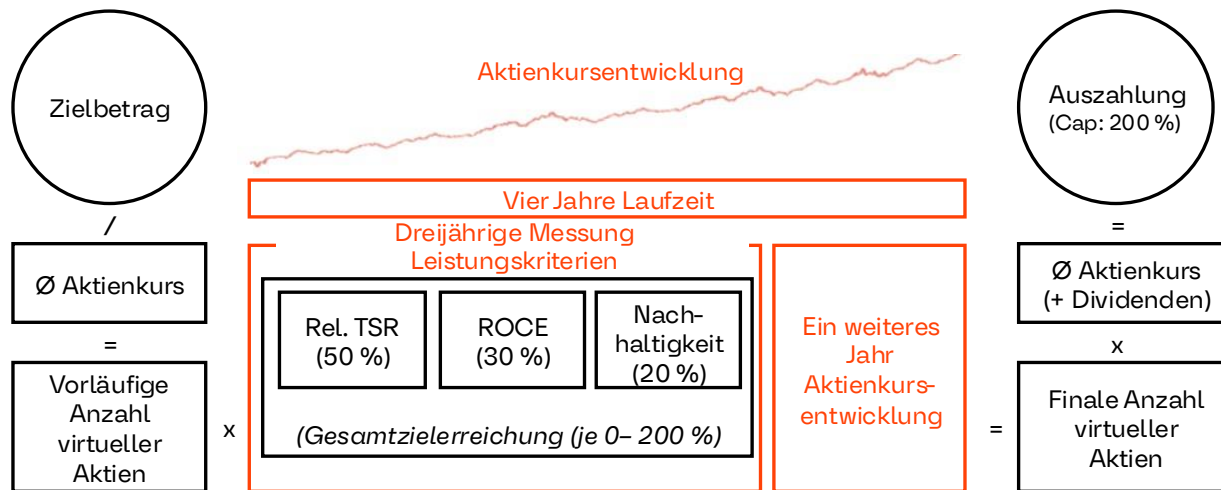 Zielbetrag
/
Ø Aktienkurs
=
Vorläufige
Anzahl
virtueller
Aktien
x
Aktienkursentwicklung
Vier Jahre Laufzeit
Dreijährige Messung
Leistungskriterien
Rel. TSR
(50 %)
ROCE
(30 %)
Nach-
haltigkeit
(20 %)
(Gesamtzielerreichung (je 0– 200 %)
Ein weiteres
Jahr
Aktienkurs-
entwicklung
=
Auszahlung
(Cap: 200 %)
=
Ø Aktienkurs
(+ Dividenden)
x
Finale Anzahl
virtueller
Aktien